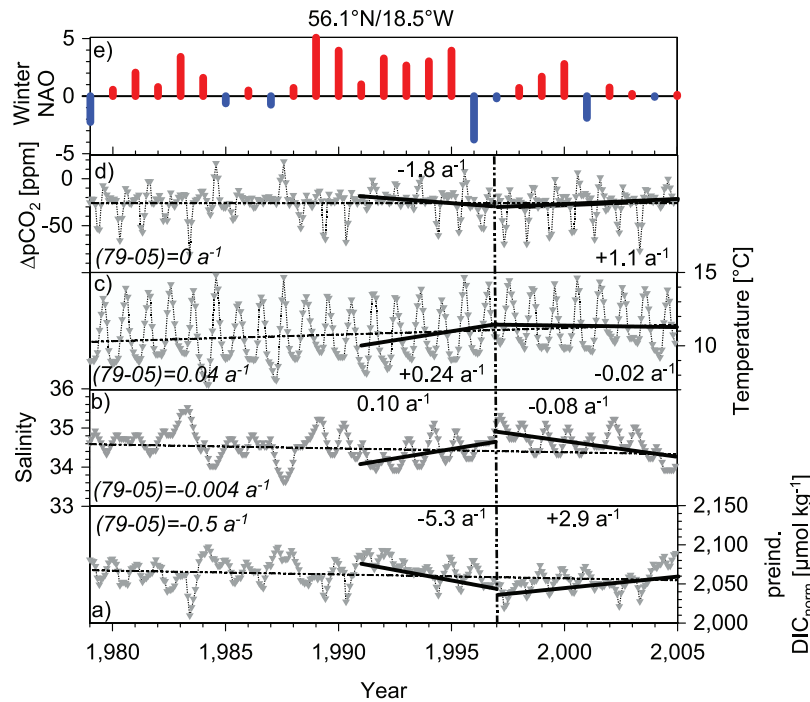 56.1°N/18.5°W
5
e)
Winter
NAO
0
-5
ΔpCO2 [ppm]
0
d)
-1.8 a-1
-50
(79-05)=0 a-1
+1.1 a-1
c)
15
10
Temperature [°C]
(79-05)=0.04 a-1
+0.24 a-1
-0.02 a-1
36
b)
0.10 a-1
-0.08 a-1
35
Salinity
34
(79-05)=-0.004 a-1
33
(79-05)=-0.5 a-1
-5.3 a-1
+2.9 a-1
2,150
2,100
2,050
2,000
preind.
DICnorm [µmol kg-1]
a)
1,980 1,985 1,990 1,995 2,000 2,005
Year